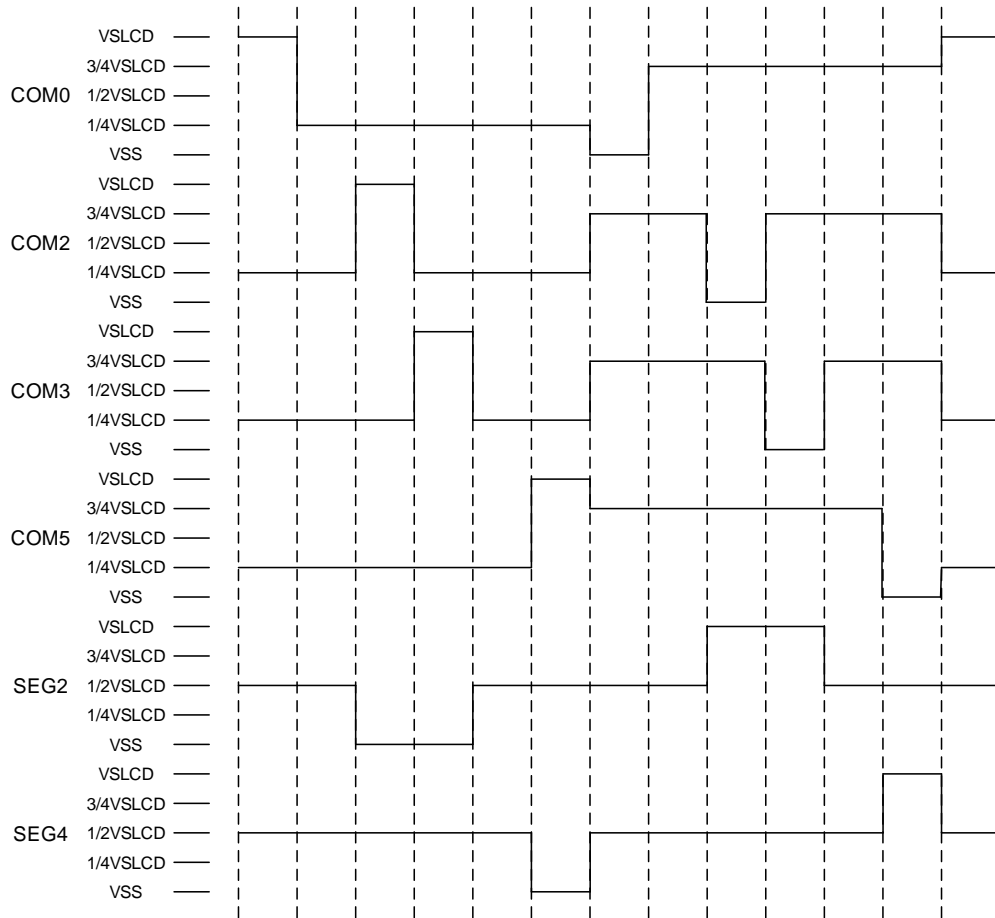 VSLCD
3/4VSLCD
COM0 1/2VSLCD
1/4VSLCD
VSS
VSLCD
3/4VSLCD
COM2 1/2VSLCD
1/4VSLCD
VSS
VSLCD
3/4VSLCD
COM3 1/2VSLCD
1/4VSLCD
VSS
VSLCD
3/4VSLCD
COM5 1/2VSLCD
1/4VSLCD
VSS
VSLCD
3/4VSLCD
SEG2 1/2VSLCD
1/4VSLCD
VSS
VSLCD
3/4VSLCD
SEG4 1/2VSLCD
1/4VSLCD
VSS